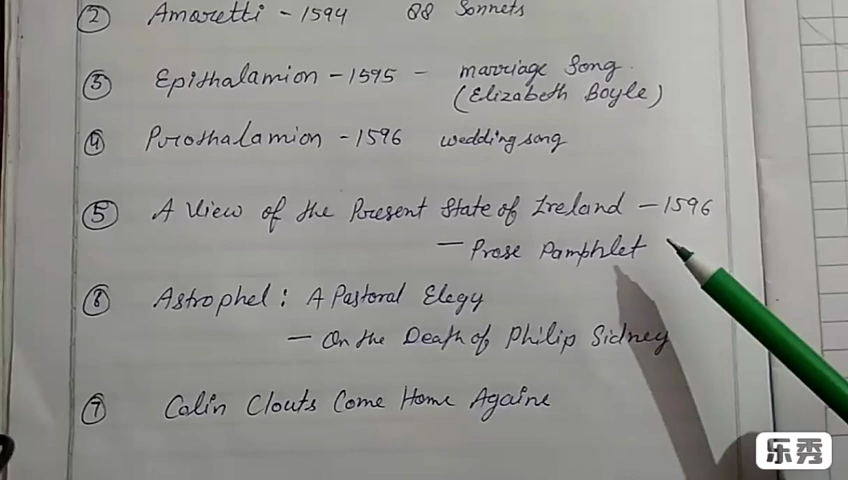 ② Amoretti - 1594 88 Sonnets
③ Epithalamion - 1595 - marriage Song.
(Elizabeth Boyle)
④ Prothalamion - 1596 wedding song
⑤ A View of the Present State of Ireland - 1596
- Prose Pamphlet
⑥ Astrophel: A Pastoral Elegy
- On the Death of Philip Sidney
⑦ Colin Clouts Come Home Againe
乐秀